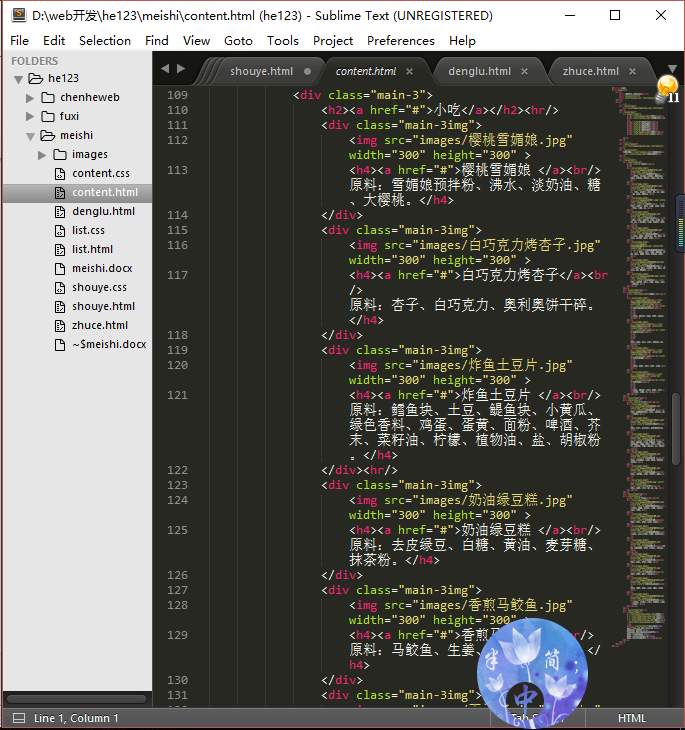 D:\web开发\he123\meishi\content.html (he123) - Sublime Text (UNREGISTERED)
File Edit Selection Find View Goto Tools Project Preferences Help
FOLDERS
he123
chenheweb
fuxi
meishi
images
content.css
content.html
denglu.html
list.css
list.html
meishi.docx
shouye.css
shouye.html
zhuce.html
~$meishi.docx
shouye.html content.html denglu.html zhuce.html
109 <div class="main-3">
110 <h2><a href="#">小吃</a></h2><hr/>
111 <div class="main-3img">
112 <img src="images/樱桃雪媚娘.jpg"
width="300" height="300" >
113 <h4><a href="#">樱桃雪媚娘 </a><br/>
原料：雪媚娘预拌粉、沸水、淡奶油、糖
、大樱桃。</h4>
114 </div>
115 <div class="main-3img">
116 <img src="images/白巧克力烤杏子.jpg"
width="300" height="300" >
117 <h4><a href="#">白巧克力烤杏子</a><br
/>
原料：杏子、白巧克力、奥利奥饼干碎。
</h4>
118 </div>
119 <div class="main-3img">
120 <img src="images/炸鱼土豆片.jpg"
width="300" height="300" >
121 <h4><a href="#">炸鱼土豆片 </a><br/>
原料：鳕鱼块、土豆、鳀鱼块、小黄瓜、
绿色香料、鸡蛋、蛋黄、面粉、啤酒、芥
末、菜籽油、柠檬、植物油、盐、胡椒粉
。</h4>
122 </div><hr/>
123 <div class="main-3img">
124 <img src="images/奶油绿豆糕.jpg"
width="300" height="300" >
125 <h4><a href="#">奶油绿豆糕 </a><br/>
原料：去皮绿豆、白糖、黄油、麦芽糖、
抹茶粉。</h4>
126 </div>
127 <div class="main-3img">
128 <img src="images/香煎马鲛鱼.jpg"
width="300" height="300" >
129 <h4><a href="#">香煎 <br/>
原料：马鲛鱼、生姜、 </
h4>
130 </div>
131 <div class="main-3img">
半 简 ；
中
Line 1, Column 1 HTML